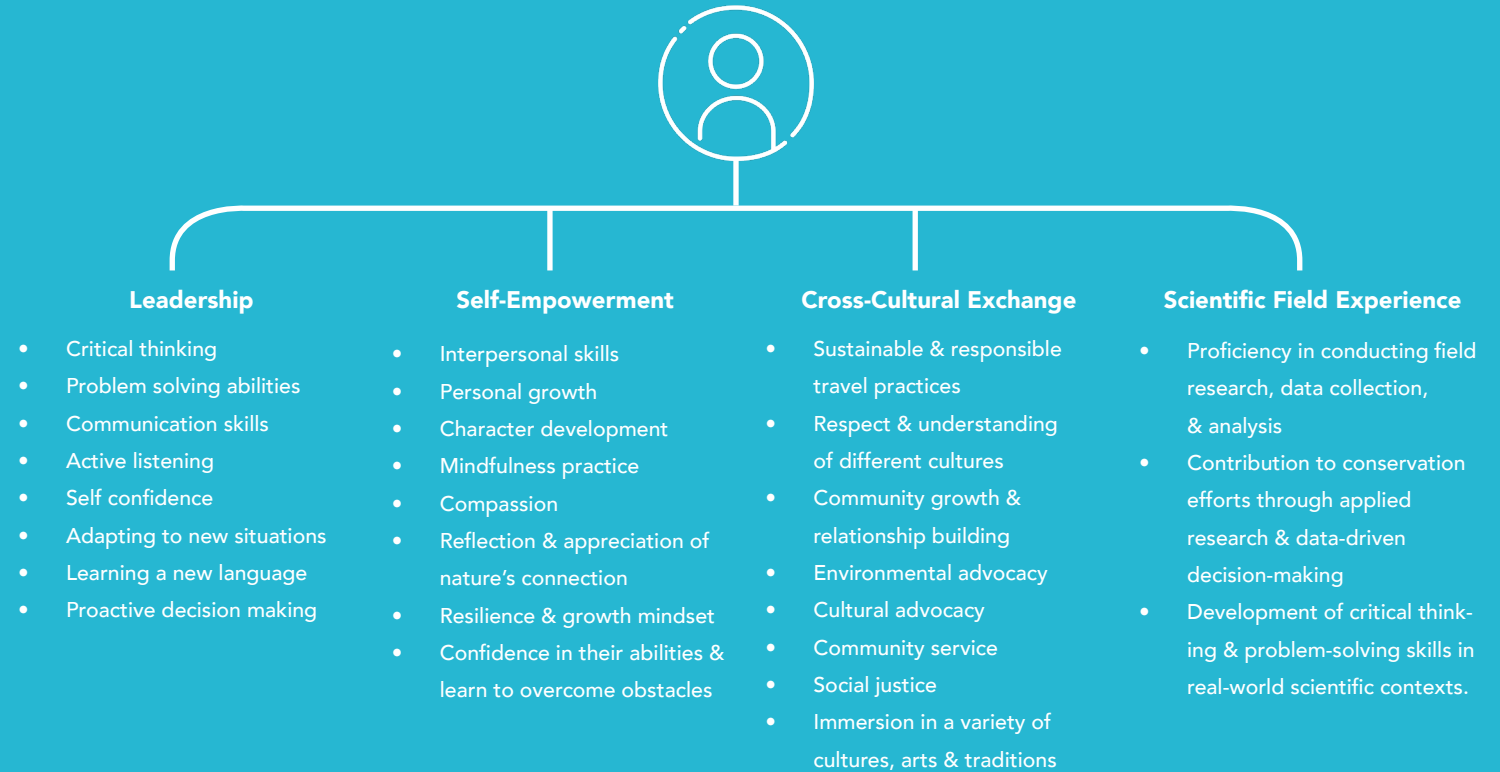 Leadership
• Critical thinking
• Problem solving abilities
• Communication skills
• Active listening
• Self confidence
• Adapting to new situations
• Learning a new language
• Proactive decision making
Self-Empowerment
• Interpersonal skills
• Personal growth
• Character development
• Mindfulness practice
• Compassion
• Reflection & appreciation of
nature’s connection
• Resilience & growth mindset
• Confidence in their abilities &
learn to overcome obstacles
Cross-Cultural Exchange
• Sustainable & responsible
travel practices
• Respect & understanding
of different cultures
• Community growth &
relationship building
• Environmental advocacy
• Cultural advocacy
• Community service
• Social justice
• Immersion in a variety of
cultures, arts & traditions
Scientific Field Experience
• Proficiency in conducting field
research, data collection,
& analysis
• Contribution to conservation
efforts through applied
research & data-driven
decision-making
• Development of critical think-
ing & problem-solving skills in
real-world scientific contexts.